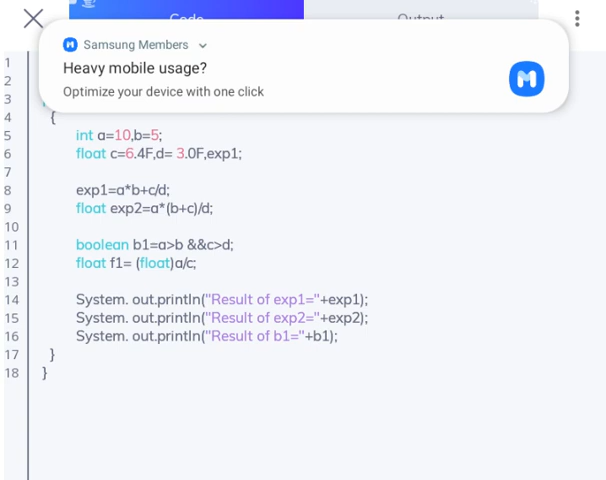 Code Output
Samsung Members
Heavy mobile usage?
Optimize your device with one click
1
2
3
4 {
5 int a=10,b=5;
6 float c=6.4F,d= 3.0F,exp1;
7
8 exp1=a*b+c/d;
9 float exp2=a*(b+c)/d;
10
11 boolean b1=a>b &&c>d;
12 float f1= (float)a/c;
13
14 System. out.println("Result of exp1="+exp1);
15 System. out.println("Result of exp2="+exp2);
16 System. out.println("Result of b1="+b1);
17 }
18 }